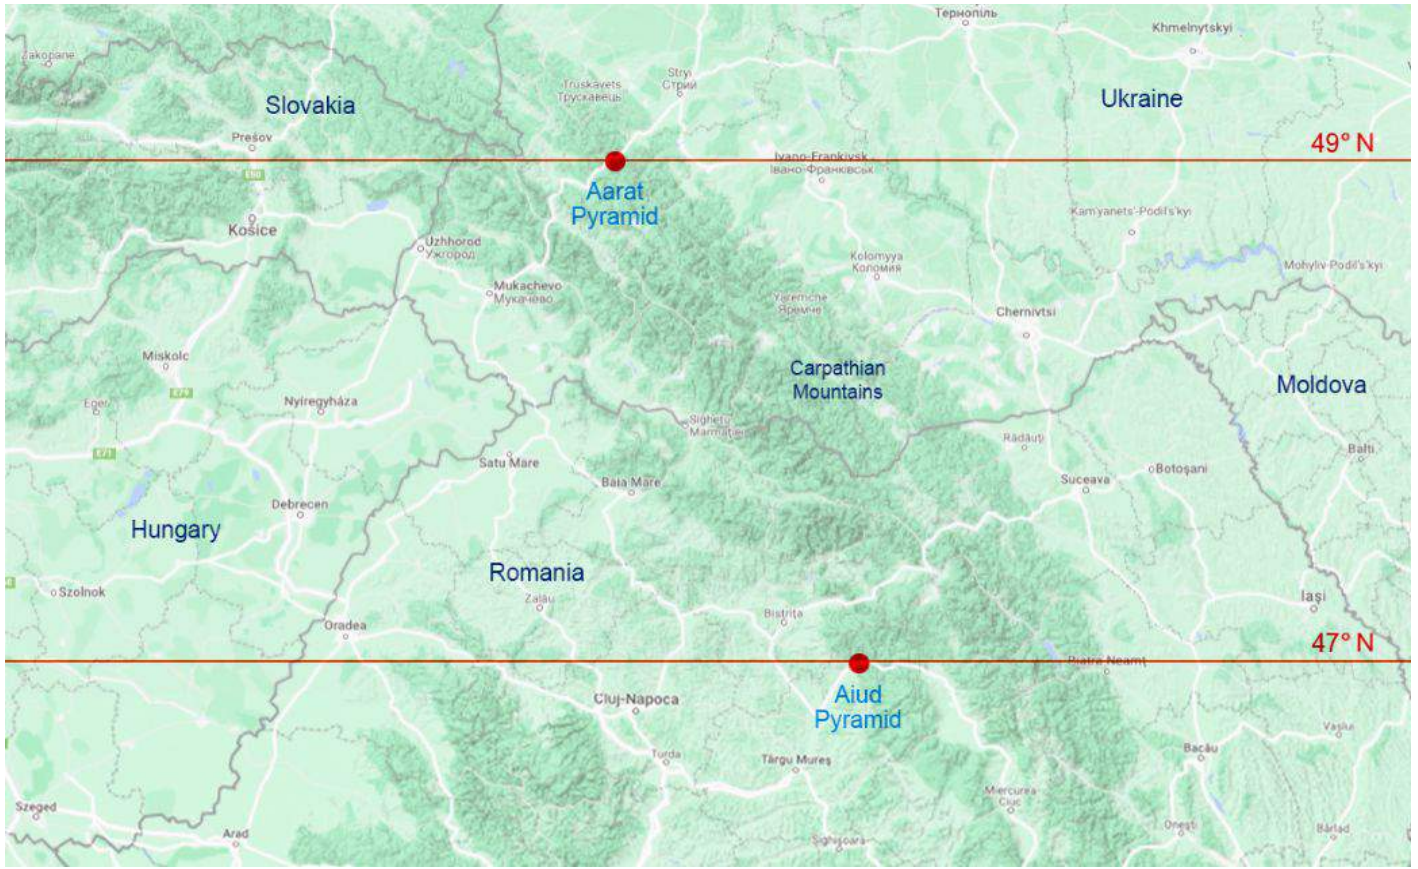 Тернопіль
Khmelnytskyi
Zakopane
Stryi
Стрий
Truskavets
Трускавець
Slovakia
Ukraine
Prešov
49° N
Ivano-Frankivsk
Івано-Франківськ
E50
Aarat
Pyramid
Kam'yanets'-Podil's'kyi
Košice
Uzhhorod
Ужгород
Kolomyya
Коломия
Mohyliv-Podil's'kyi
Mukachevo
Мукачево
Yaremche
Яремче
Chernivtsi
Miskolc
Carpathian
Mountains
Moldova
E79
Eger
Nyíregyháza
Sighetu
Marmației
Rădăuți
E71
Satu Mare
Balti
Botoșani
Baia Mare
Suceava
Debrecen
Hungary
Romania
Szolnok
Zalău
Iași
Bistrița
Oradea
47° N
Piatra Neamț
Aiud
Pyramid
Cluj-Napoca
Vaslui
Turda
Târgu Mureș
Bacău
Miercurea
Ciuc
Szeged
Arad
Onești
Bârlad
Sighișoara